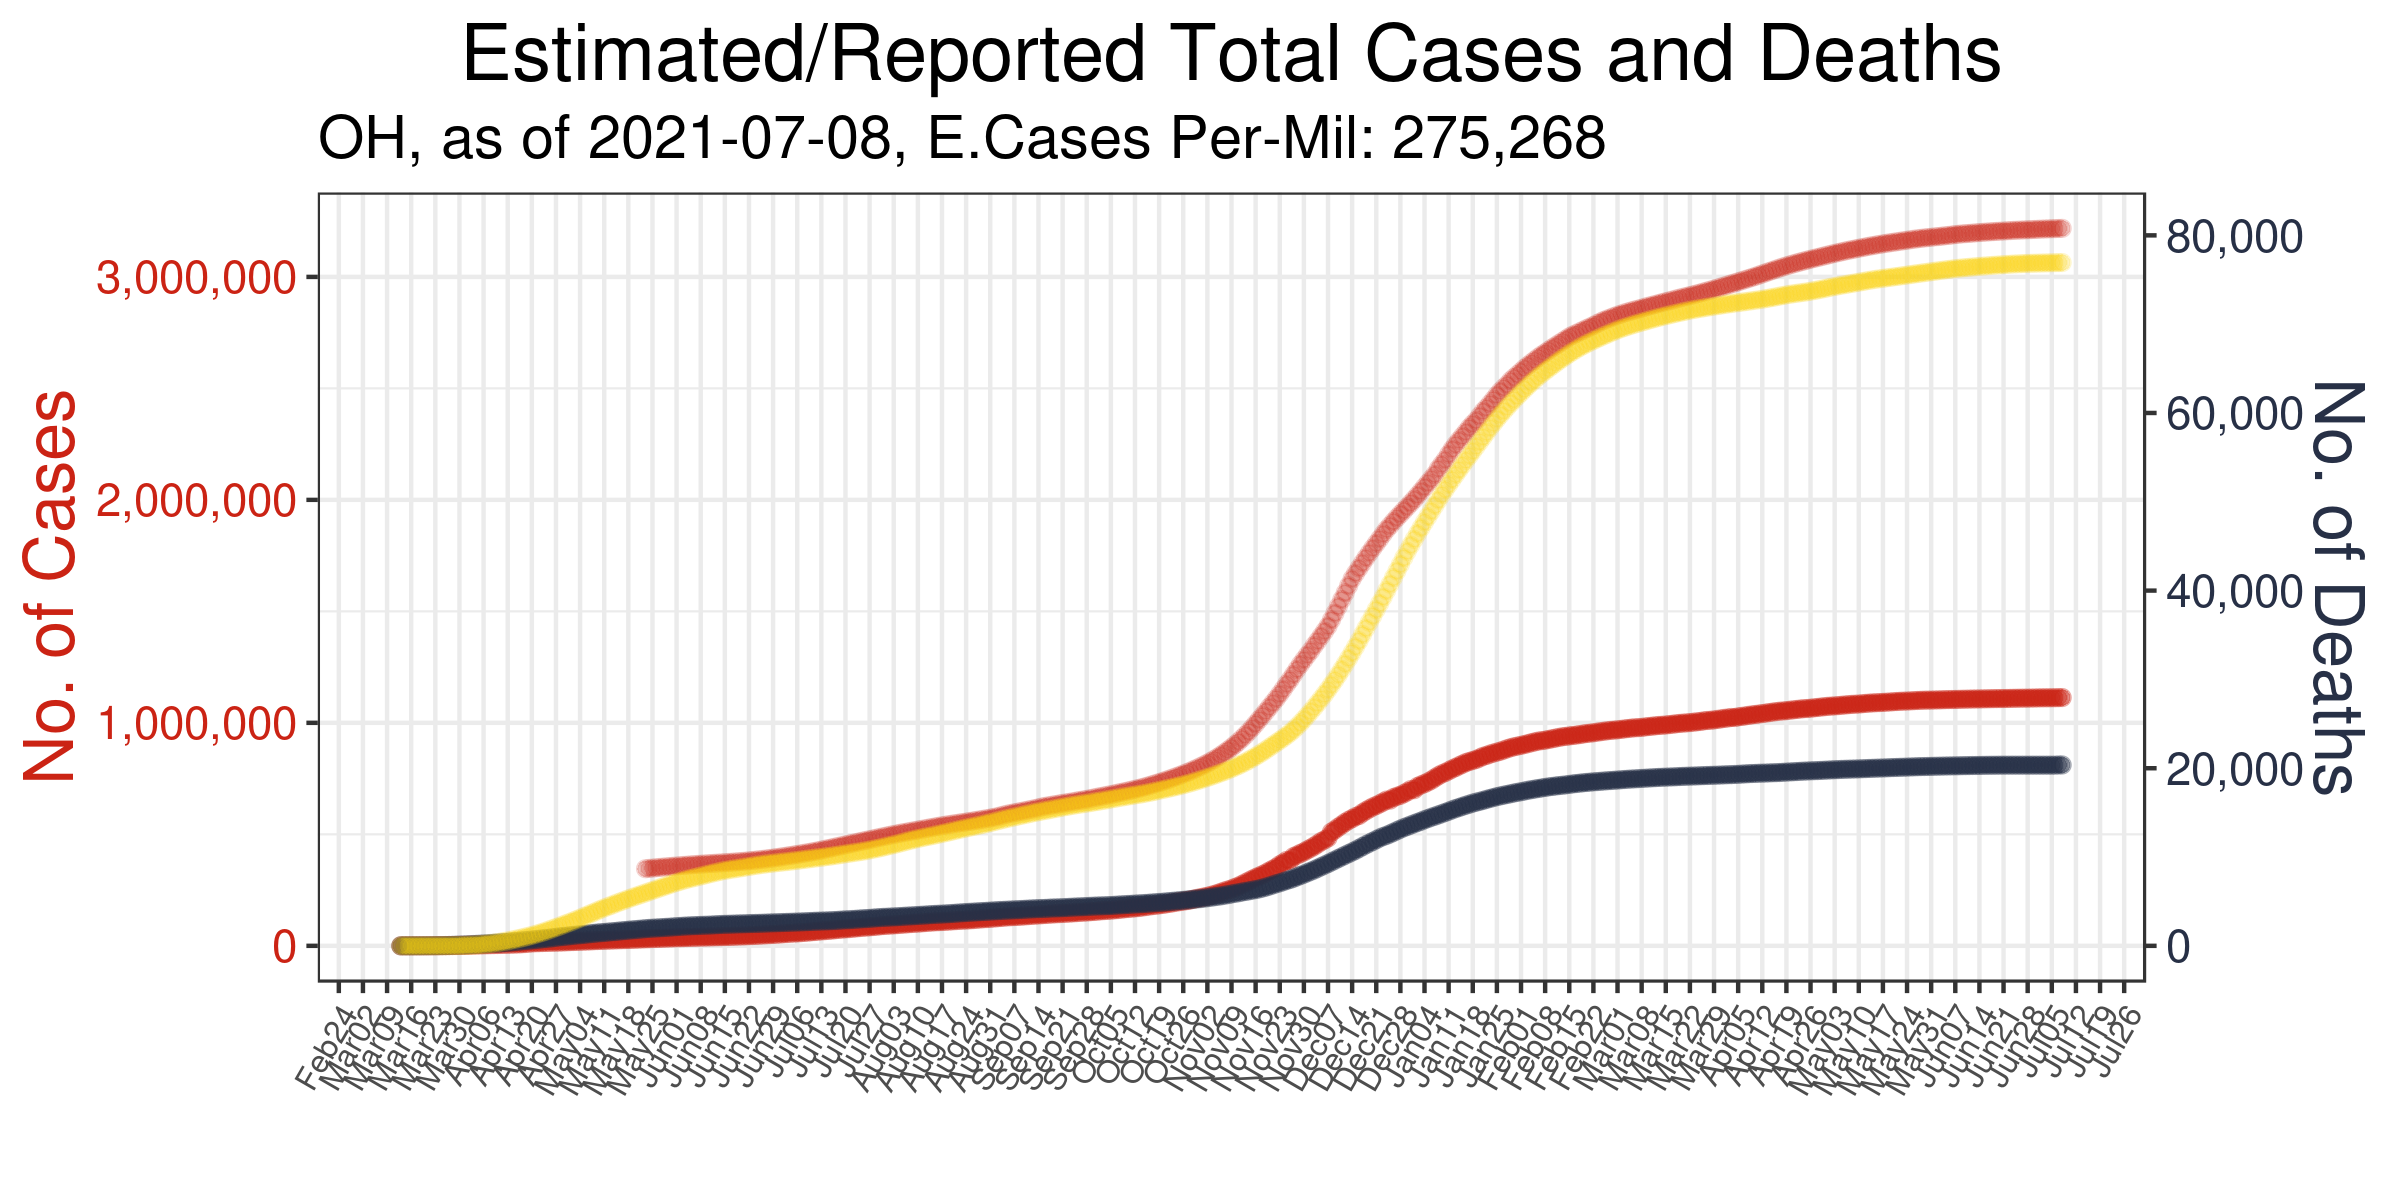 Estimated/Reported Total Cases and Deaths
OH, as of 2021-07-08, E.Cases Per-Mil: 275,268
No. of Cases
3,000,000
2,000,000
1,000,000
0
80,000
60,000
40,000
20,000
0
No. of Deaths
Feb24
Mar02
Mar09
Mar16
Mar23
Mar30
Apr06
Apr13
Apr20
Apr27
May04
May11
May18
May25
Jun01
Jun08
Jun15
Jun22
Jun29
Jul06
Jul13
Jul20
Jul27
Aug03
Aug10
Aug17
Aug24
Aug31
Sep07
Sep14
Sep21
Sep28
Oct05
Oct12
Oct19
Oct26
Nov02
Nov09
Nov16
Nov23
Nov30
Dec07
Dec14
Dec21
Dec28
Jan04
Jan11
Jan18
Jan25
Feb01
Feb08
Feb15
Feb22
Mar01
Mar08
Mar15
Mar22
Mar29
Apr05
Apr12
Apr19
Apr26
May03
May10
May17
May24
May31
Jun07
Jun14
Jun21
Jun28
Jul05
Jul12
Jul19
Jul26